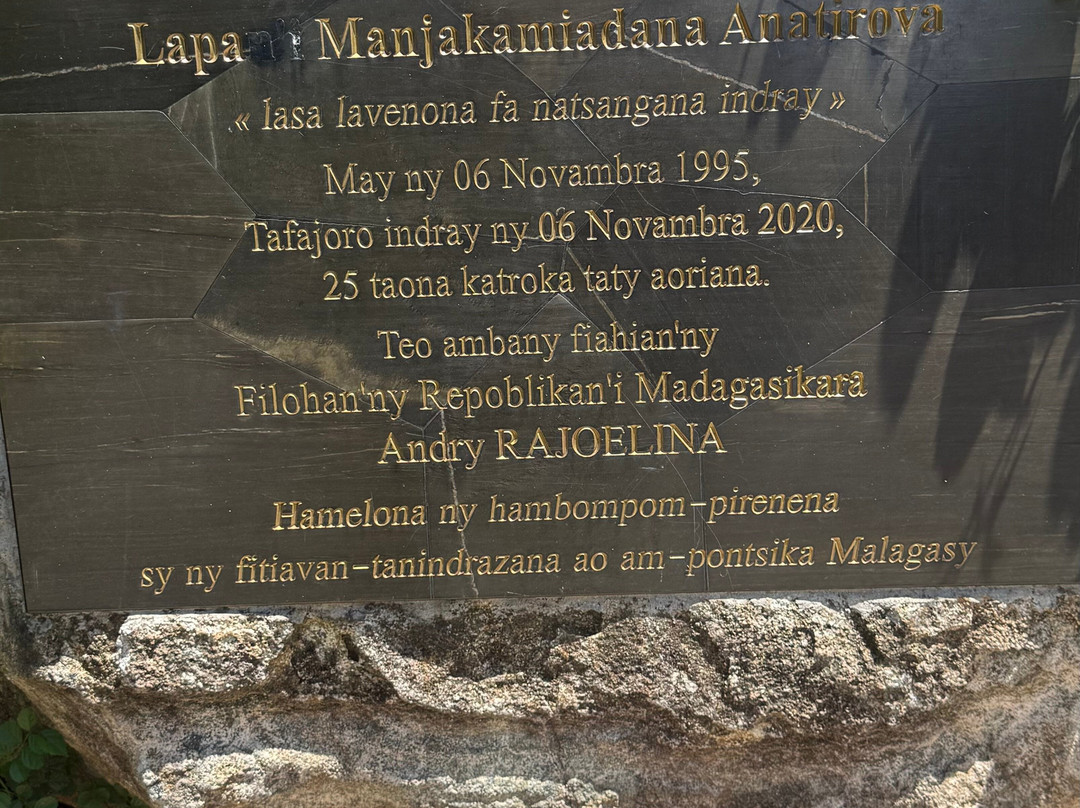 Lapan Manjakamiadana Anatirova
« lasa lavenona fa natsangana indray »
May ny 06 Novambra 1995,
Tafajoro indray ny 06 Novambra 2020,
25 taona katroka taty aoriana.
Teo ambany fiahian'ny
Filohan'ny Repoblikan'i Madagasikara
Andry RAJOELINA
Hamelona ny hambompom-pirenena
sy ny fitiavan-tanindrazana ao am-pontsika Malagasy